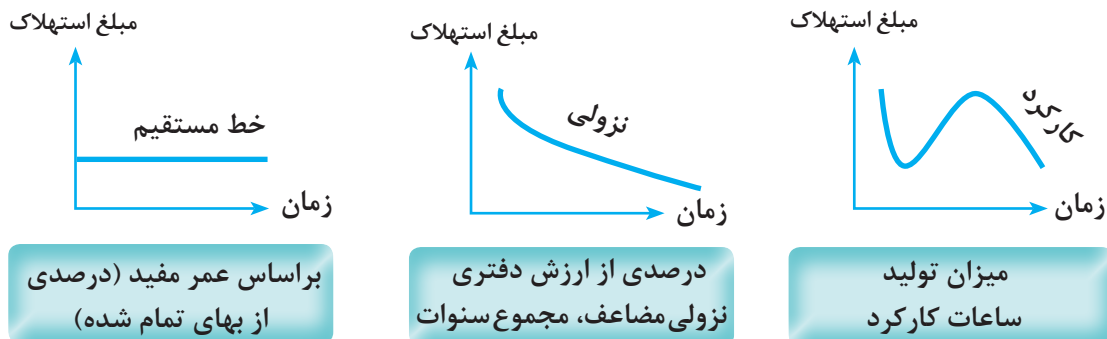 مبلغ استهلاک
کارکرد
زمان
میزان تولید
ساعات کارکرد
مبلغ استهلاک
نزولی
زمان
درصدی از ارزش دفتری
نزولی مضاعف، مجموع سنوات
مبلغ استهلاک
خط مستقیم
زمان
براساس عمر مفید (درصدی
از بهای تمام شده)